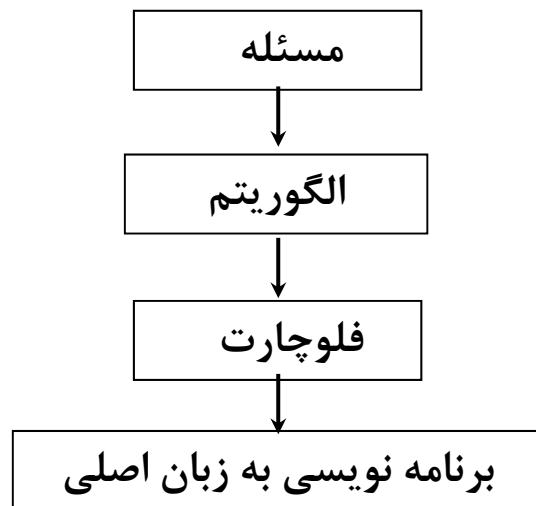 مسئله
الگوریتم
فلوچارت
برنامه نویسی به زبان اصلی